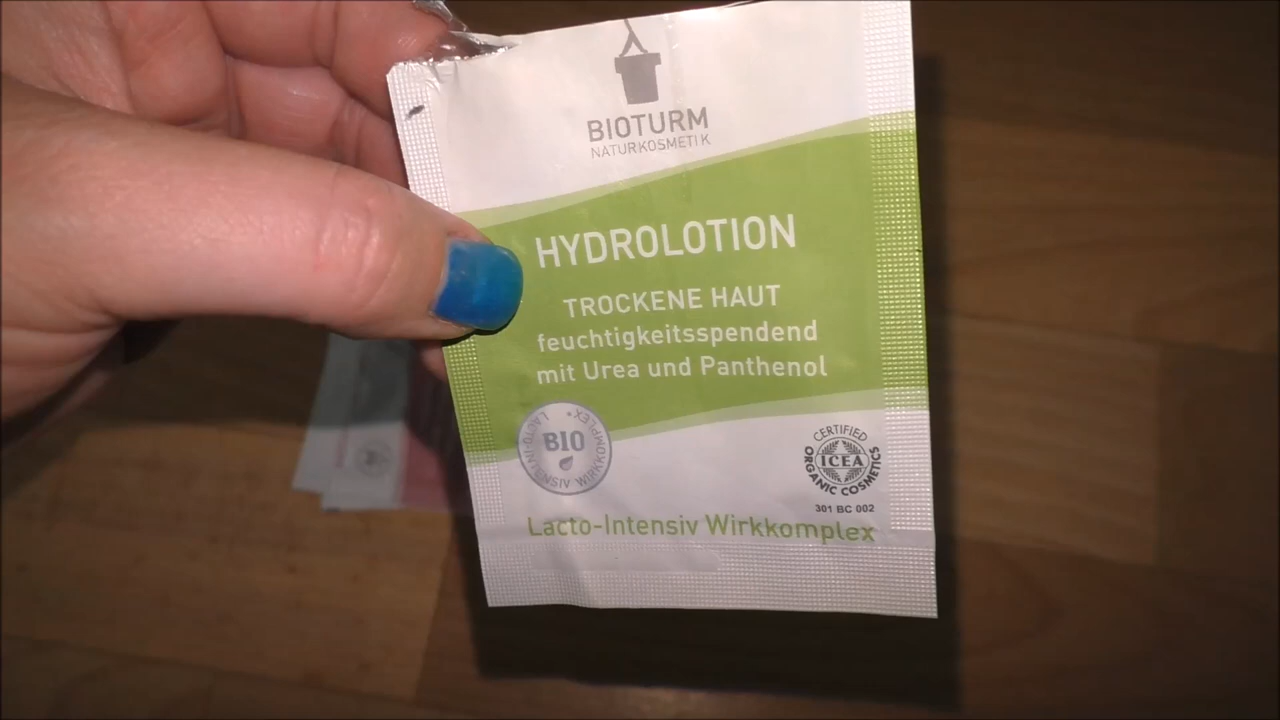 BIOTURM
NATURKOSMETIK
HYDROLOTION
TROCKENE HAUT
feuchtigkeitsspendend
mit Urea und Panthenol
LACTO-INTENSIV WIRKKOMPLEX*
BIO
CERTIFIED
ICEA
ORGANIC COSMETICS
301 BC 002
Lacto-Intensiv Wirkkomplex